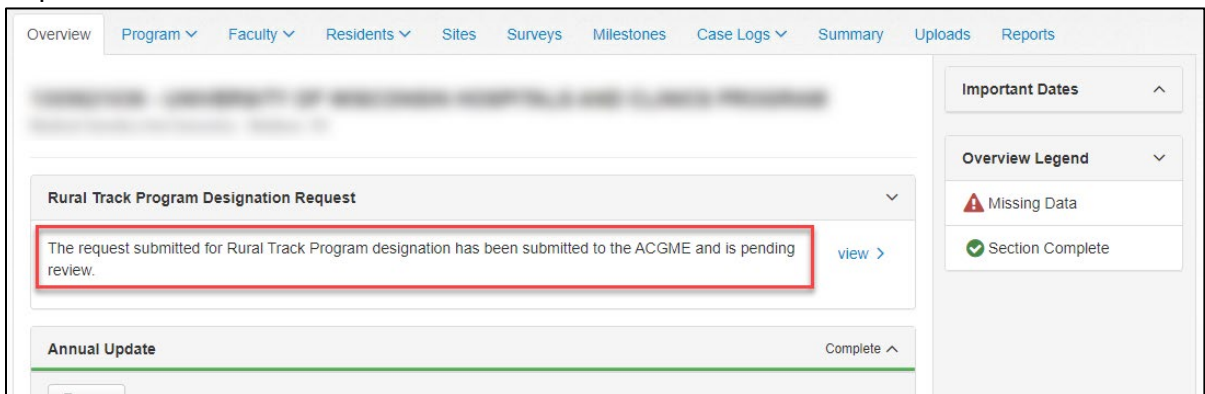 Overview Program Faculty Residents Sites Surveys Milestones Case Logs Summary Uploads Reports
Important Dates
Overview Legend
Missing Data
Section Complete
Rural Track Program Designation Request
The request submitted for Rural Track Program designation has been submitted to the ACGME and is pending
review.
view >
Annual Update
Complete